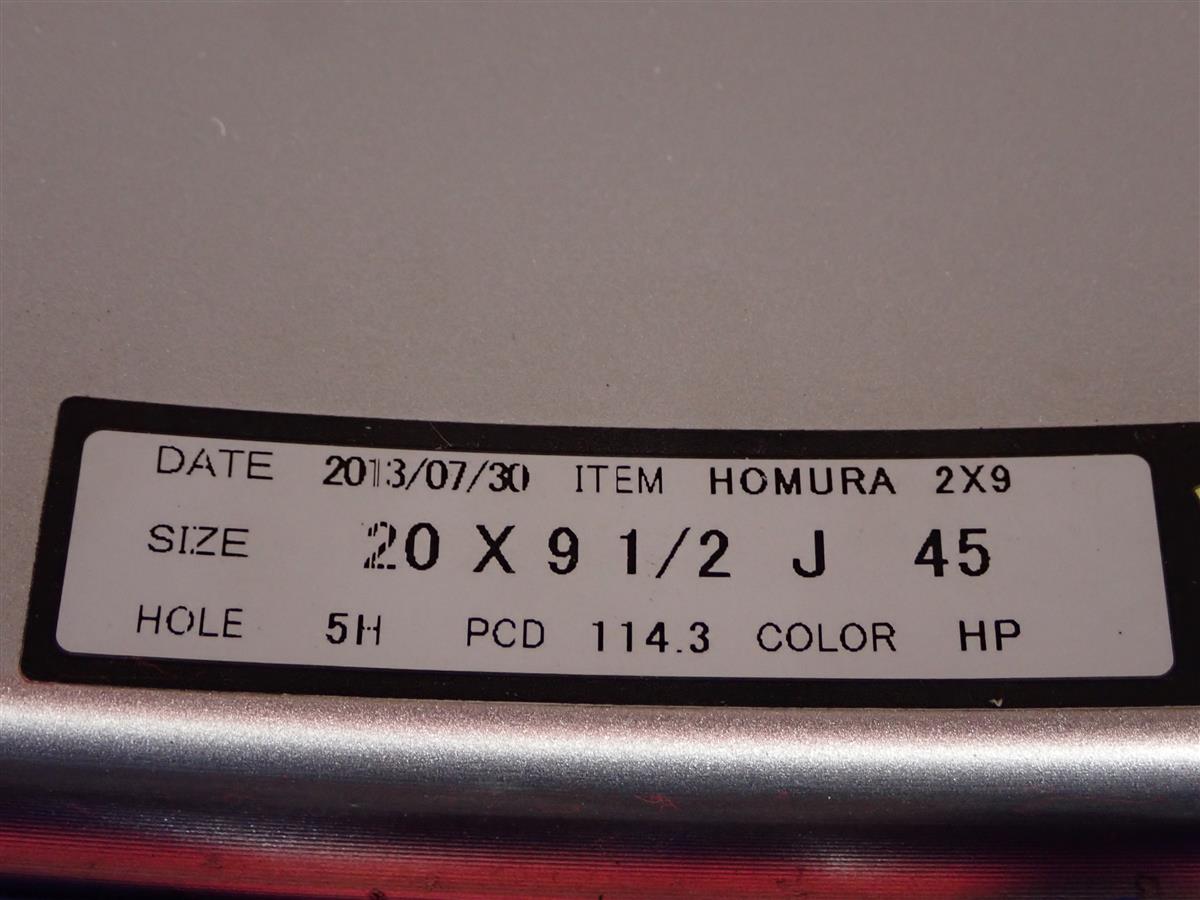 DATE 2013/07/30 ITEM HOMURA 2X9
SIZE 20 X 9 1/2 J 45
HOLE 5H PCD 114.3 COLOR HP